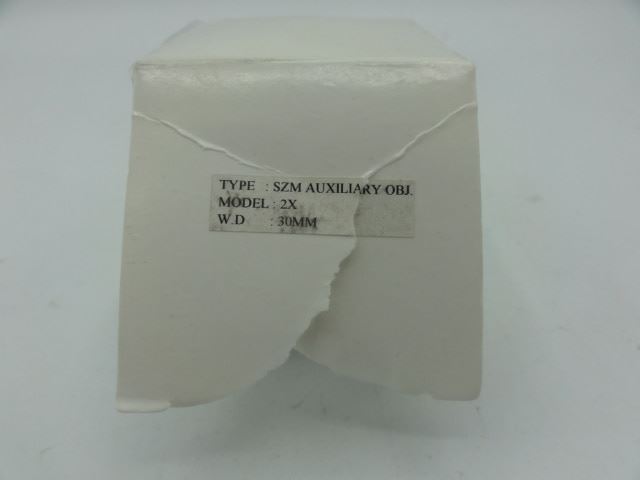 TYPE : SZM AUXILIARY OBJ.
MODEL : 2X
W.D : 30MM